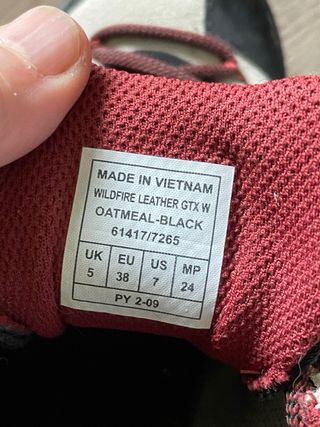 MADE IN VIETNAM
WILDFIRE LEATHER GTX W
OATMEAL-BLACK
61417/7265
UK EU US MP
5 38 7 24
PY 2-09